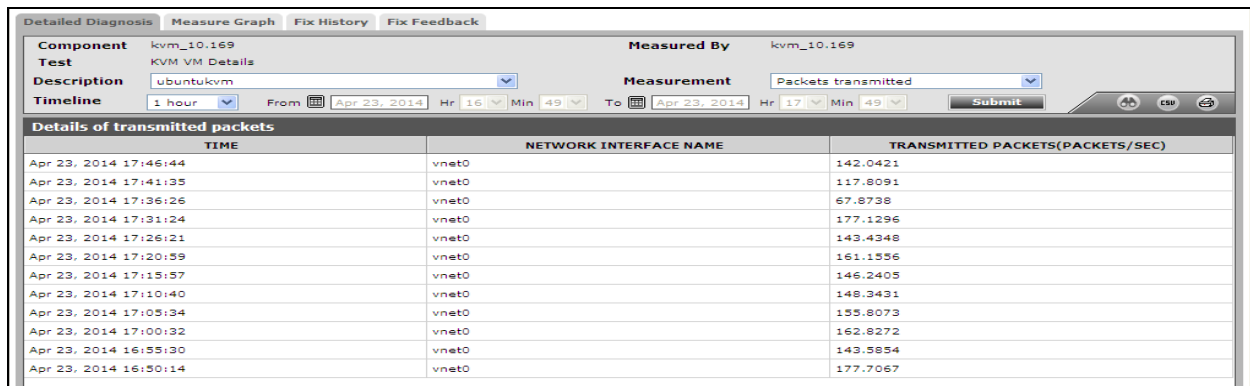 Detailed Diagnosis Measure Graph Fix History Fix Feedback
Component kvm_10.169 Measured By kvm_10.169
Test KVM VM Details
Description ubuntukvm Measurement Packets transmitted
Timeline 1 hour From Apr 23, 2014 Hr 16 Min 49 To Apr 23, 2014 Hr 17 Min 49 Submit CSV
Details of transmitted packets
TIME NETWORK INTERFACE NAME TRANSMITTED PACKETS(PACKETS/SEC)
Apr 23, 2014 17:46:44 vnet0 142.0421
Apr 23, 2014 17:41:35 vnet0 117.8091
Apr 23, 2014 17:36:26 vnet0 67.8738
Apr 23, 2014 17:31:24 vnet0 177.1296
Apr 23, 2014 17:26:21 vnet0 143.4348
Apr 23, 2014 17:20:59 vnet0 161.1556
Apr 23, 2014 17:15:57 vnet0 146.2405
Apr 23, 2014 17:10:40 vnet0 148.3431
Apr 23, 2014 17:05:34 vnet0 155.8073
Apr 23, 2014 17:00:32 vnet0 162.8272
Apr 23, 2014 16:55:30 vnet0 143.5854
Apr 23, 2014 16:50:14 vnet0 177.7067